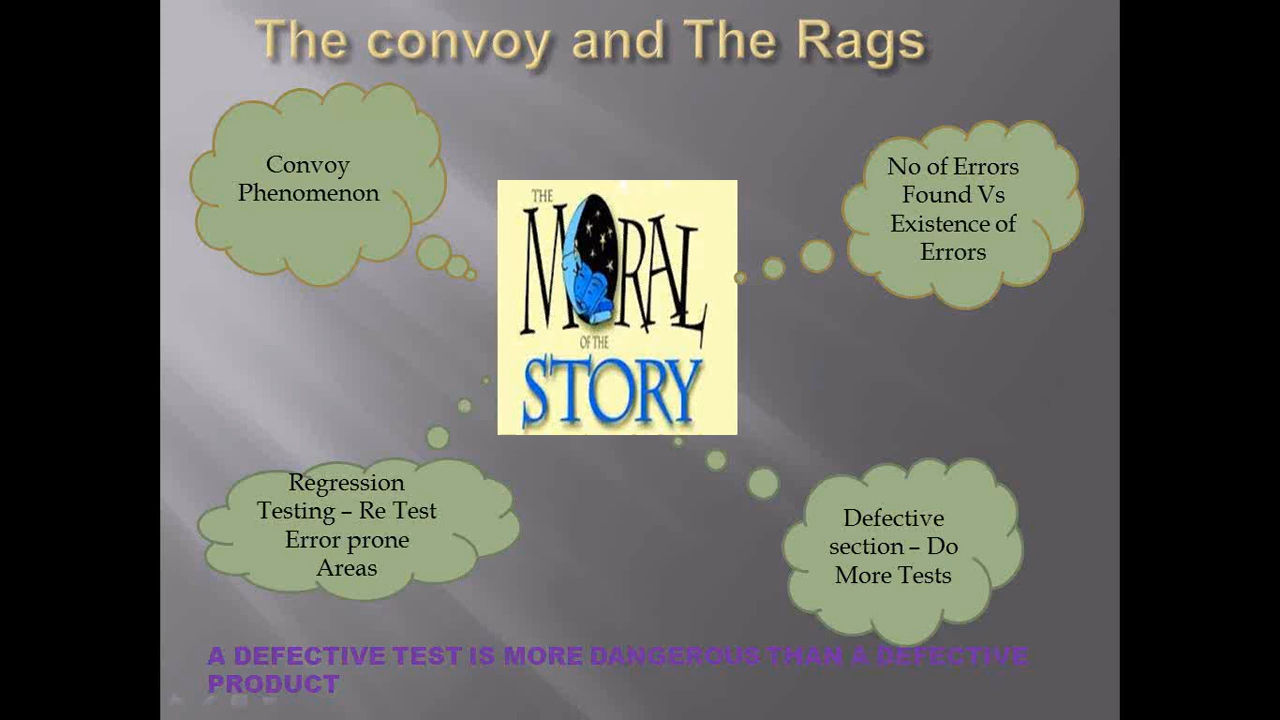 The convoy and The Rags
Convoy
Phenomenon
No of Errors
Found Vs
Existence of
Errors
THE
MORAL
OF THE
STORY
Regression
Testing – Re Test
Error prone
Areas
Defective
section – Do
More Tests
A DEFECTIVE TEST IS MORE DANGEROUS THAN A DEFECTIVE
PRODUCT